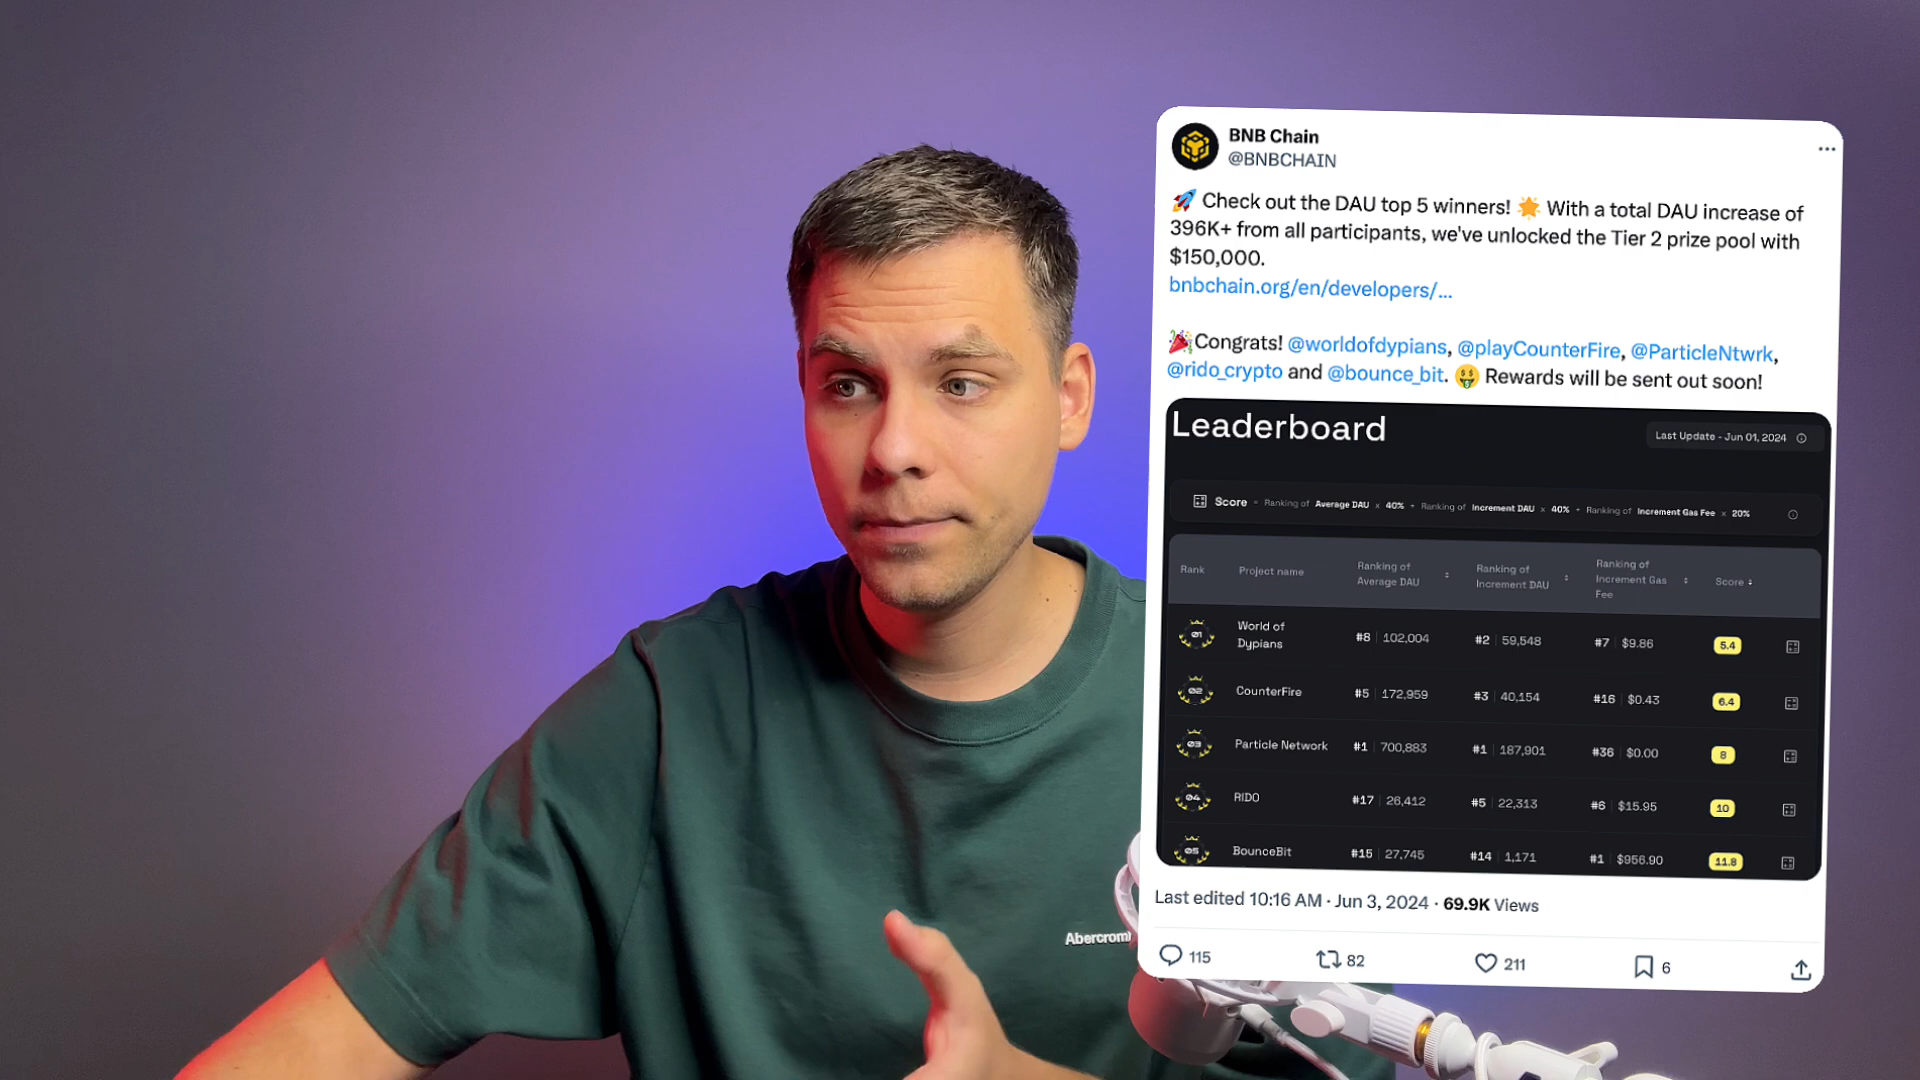 BNB Chain
@BNBCHAIN
🚀 Check out the DAU top 5 winners! 🌟 With a total DAU increase of
396K+ from all participants, we've unlocked the Tier 2 prize pool with
$150,000.
bnbchain.org/en/developers/...
🎉Congrats! @worldofdypians, @playCounterFire, @ParticleNtwrk,
@rido_crypto and @bounce_bit. 🤑 Rewards will be sent out soon!
Leaderboard
Last Update - Jun 01, 2024
Score = Ranking of Average DAU x 40% + Ranking of Increment DAU x 40% + Ranking of Increment Gas Fee x 20%
Rank Project name Ranking of Average DAU Ranking of Increment DAU Ranking of Increment Gas Fee Score
01 World of Dypians #8 102,004 #2 59,548 #7 $9.86 5.4
02 CounterFire #5 172,959 #3 40,154 #16 $0.43 6.4
03 Particle Network #1 700,883 #1 187,901 #36 $0.00 8
04 RIDO #17 26,412 #5 22,313 #6 $15.95 10
05 BounceBit #15 27,745 #14 1,171 #1 $956.90 11.8
Last edited 10:16 AM · Jun 3, 2024 · 69.9K Views
115 82 211 6
Abercrom